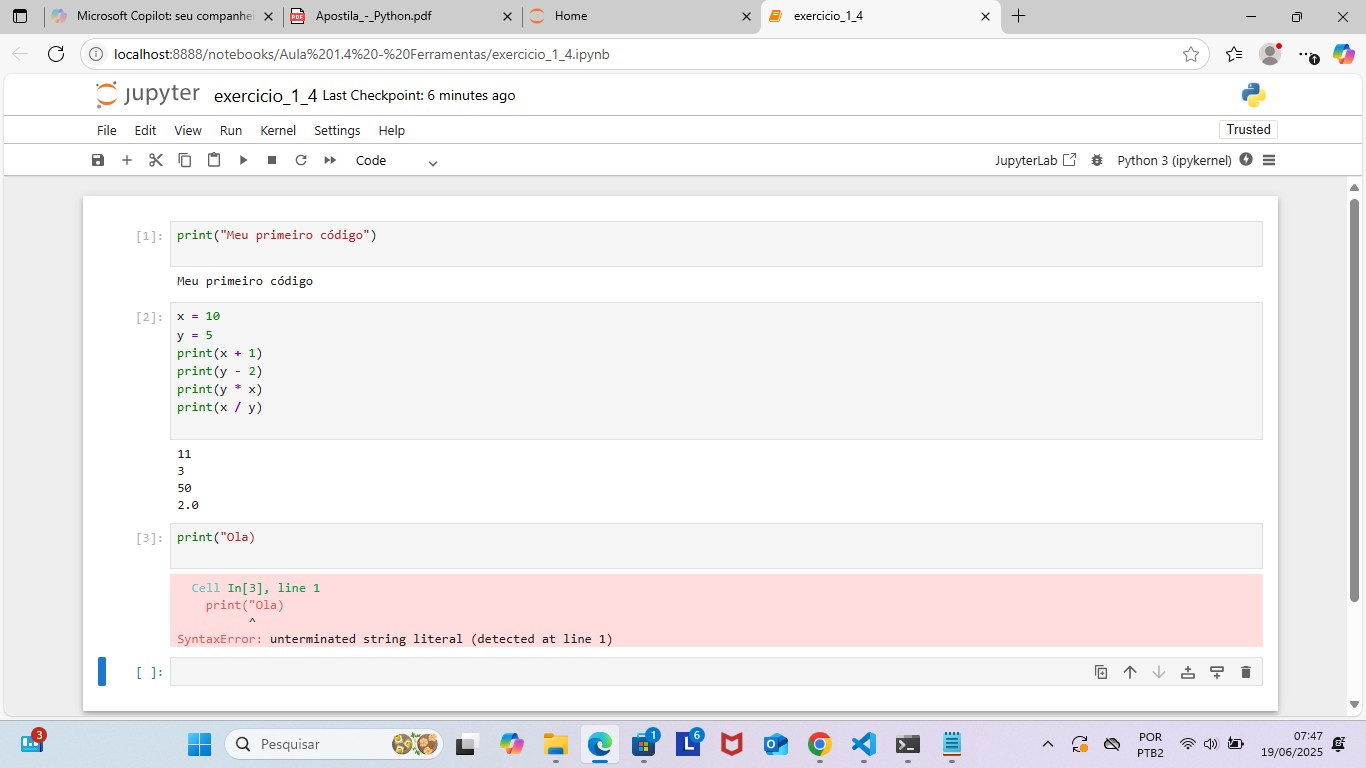 Microsoft Copilot: seu companhei
Apostila_-_Python.pdf
Home
exercicio_1_4
localhost:8888/notebooks/Aula%201.4%20-%20Ferramentas/exercicio_1_4.ipynb
jupyter exercicio_1_4 Last Checkpoint: 6 minutes ago
File Edit View Run Kernel Settings Help
Trusted
Code
JupyterLab
Python 3 (ipykernel)
[1]: print("Meu primeiro código")
Meu primeiro código
[2]: x = 10
y = 5
print(x + 1)
print(y - 2)
print(y * x)
print(x / y)
11
3
50
2.0
[3]: print("Ola)
Cell In[3], line 1
print("Ola)
^
SyntaxError: unterminated string literal (detected at line 1)
[ ]:
3
Pesquisar
1
L
6
POR
PTB2
07:47
19/06/2025